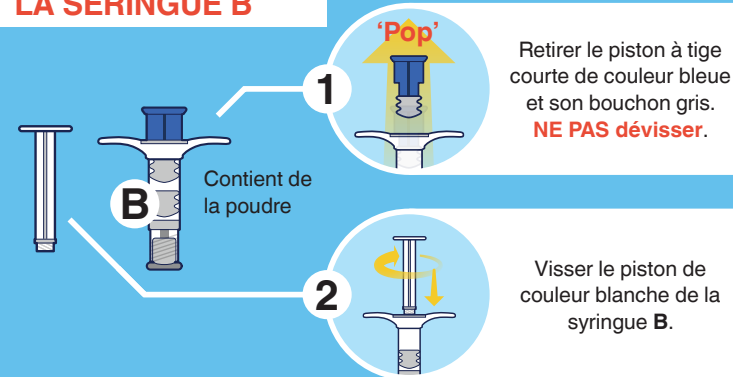 LA SERINGUE B
'Pop'
1
Retirer le piston à tige
courte de couleur bleue
et son bouchon gris.
NE PAS dévisser.
B
Contient de
la poudre
2
Visser le piston de
couleur blanche de la
syringue B.